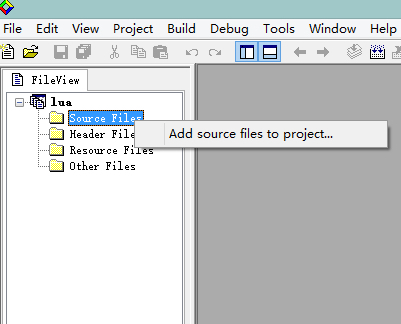 File Edit View Project Build Debug Tools Window Help
FileView
lua
Source Files
Add source files to project...
Header File
Resource Files
Other Files